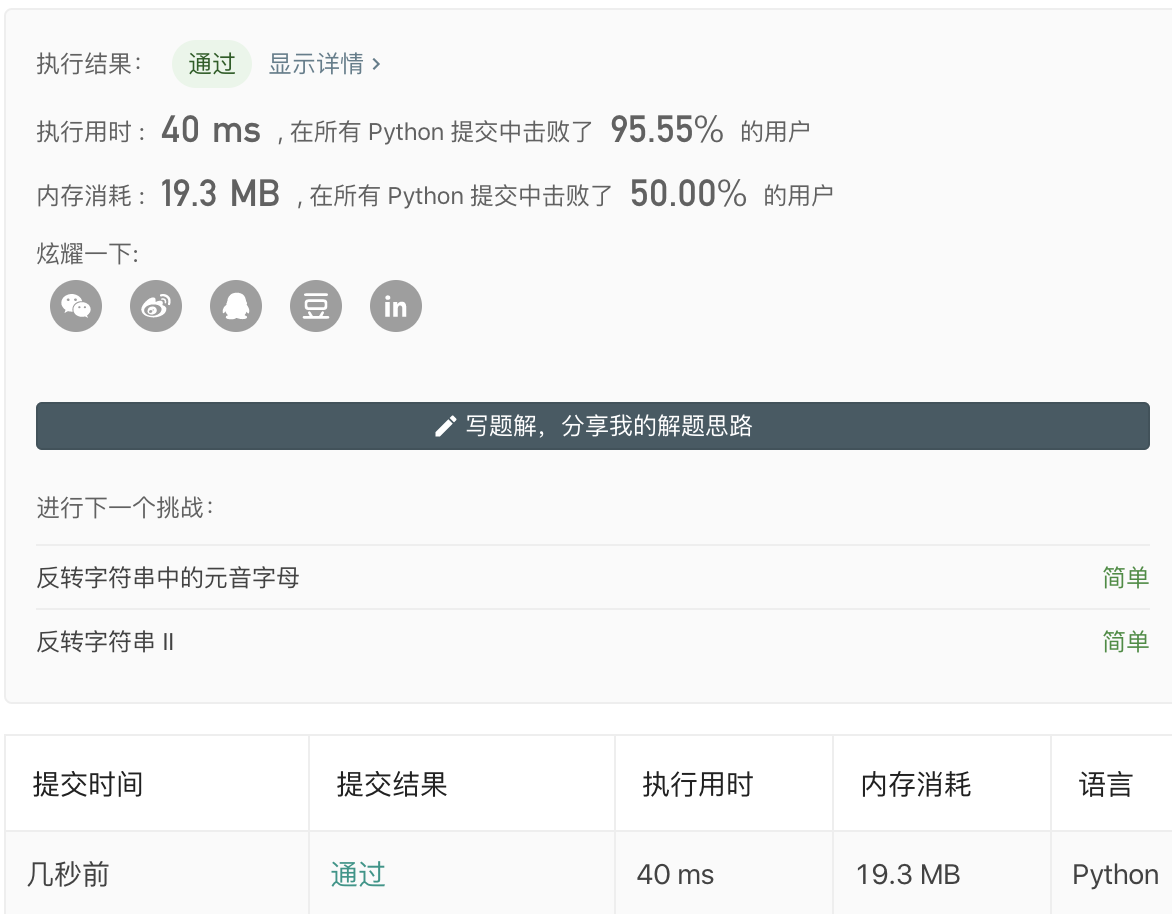 执行结果： 通过 显示详情 ›
执行用时 : 40 ms , 在所有 Python 提交中击败了 95.55% 的用户
内存消耗 : 19.3 MB , 在所有 Python 提交中击败了 50.00% 的用户
炫耀一下:
豆 in
写题解，分享我的解题思路
进行下一个挑战：
反转字符串中的元音字母 简单
反转字符串 II 简单
提交时间 提交结果 执行用时 内存消耗 语言
几秒前 通过 40 ms 19.3 MB Python